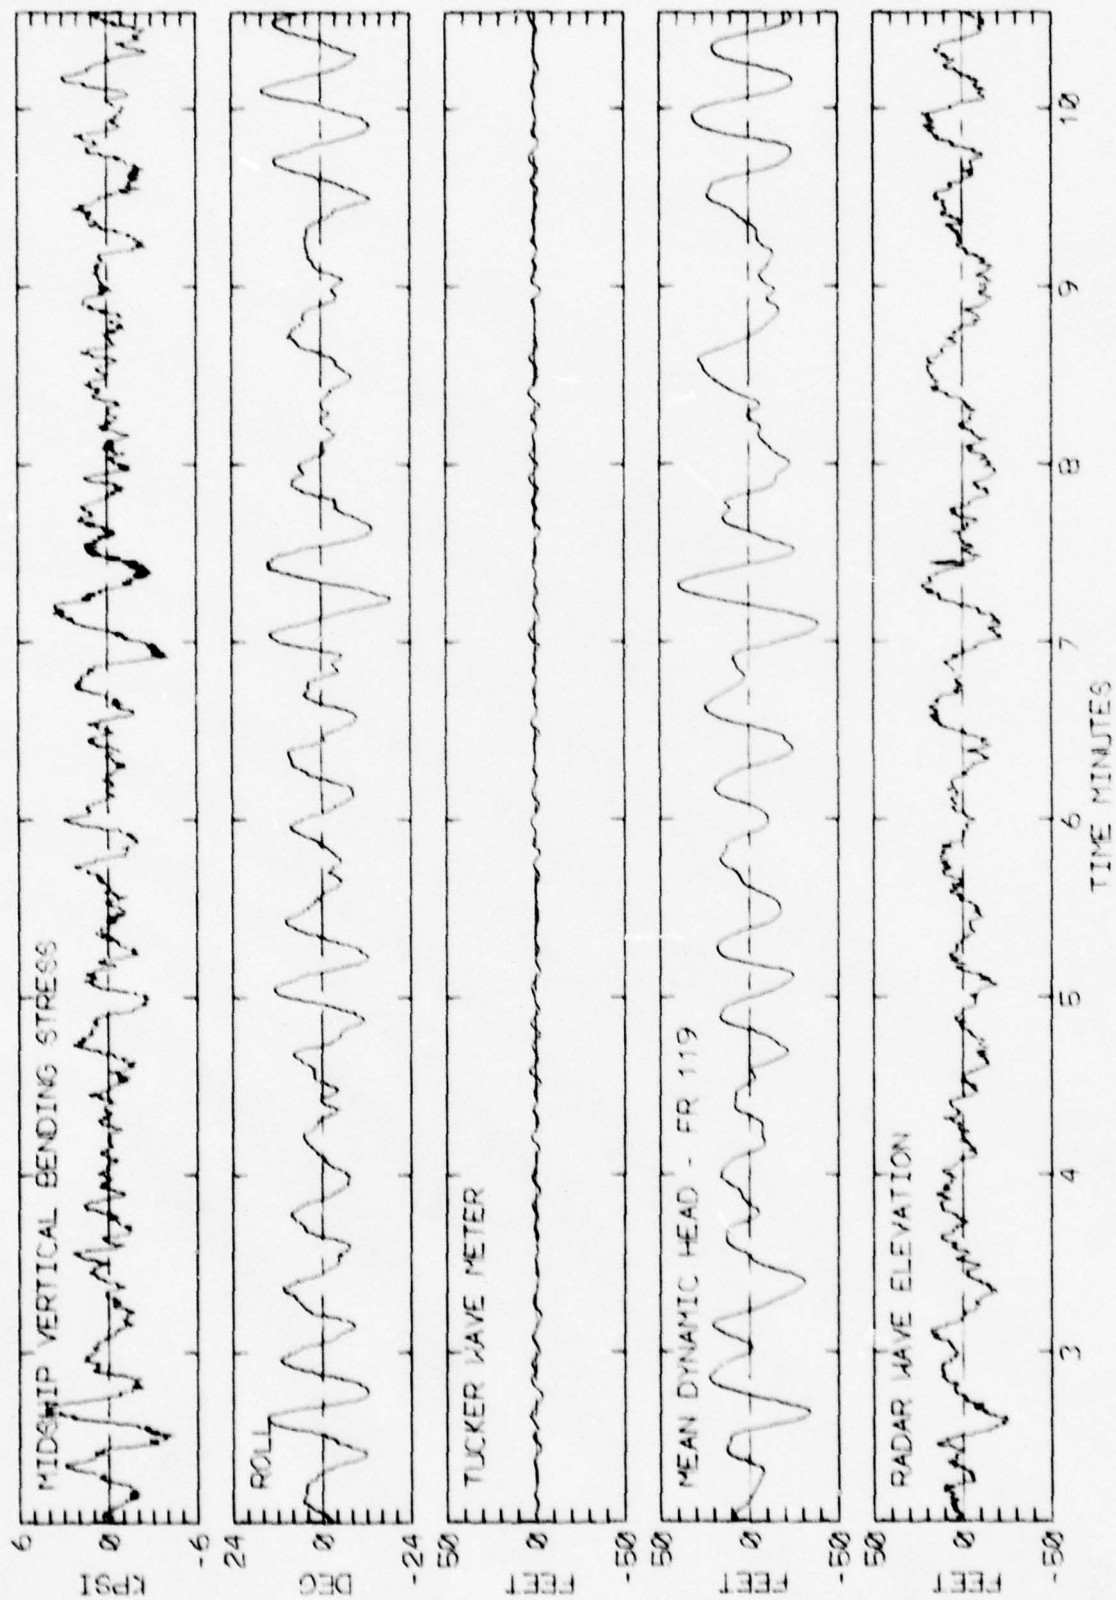 MIDSHIP VERTICAL BENDING STRESS
6
0
-6
KPSI
ROLL
24
0
-24
DEG
TUCKER WAVE METER
50
0
-50
FEET
MEAN DYNAMIC HEAD - FR 119
50
0
-50
FEET
RADAR WAVE ELEVATION
50
0
-50
FEET
3
4
5
6
7
8
9
10
TIME MINUTES